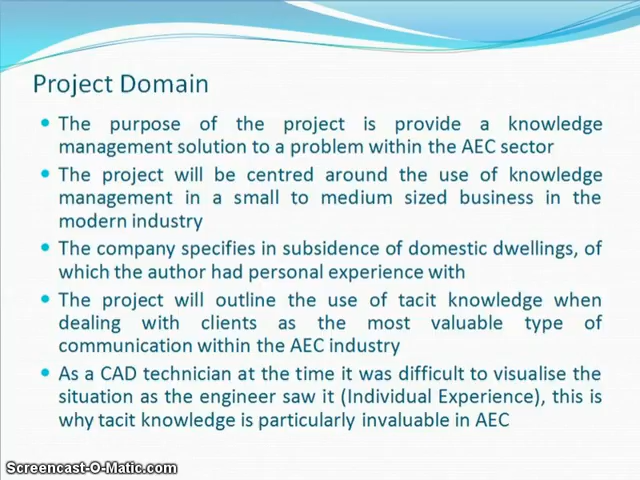 Project Domain
The purpose of the project is provide a knowledge
management solution to a problem within the AEC sector
The project will be centred around the use of knowledge
management in a small to medium sized business in the
modern industry
The company specifies in subsidence of domestic dwellings, of
which the author had personal experience with
The project will outline the use of tacit knowledge when
dealing with clients as the most valuable type of
communication within the AEC industry
As a CAD technician at the time it was difficult to visualise the
situation as the engineer saw it (Individual Experience), this is
why tacit knowledge is particularly invaluable in AEC
Screencast-O-Matic.com